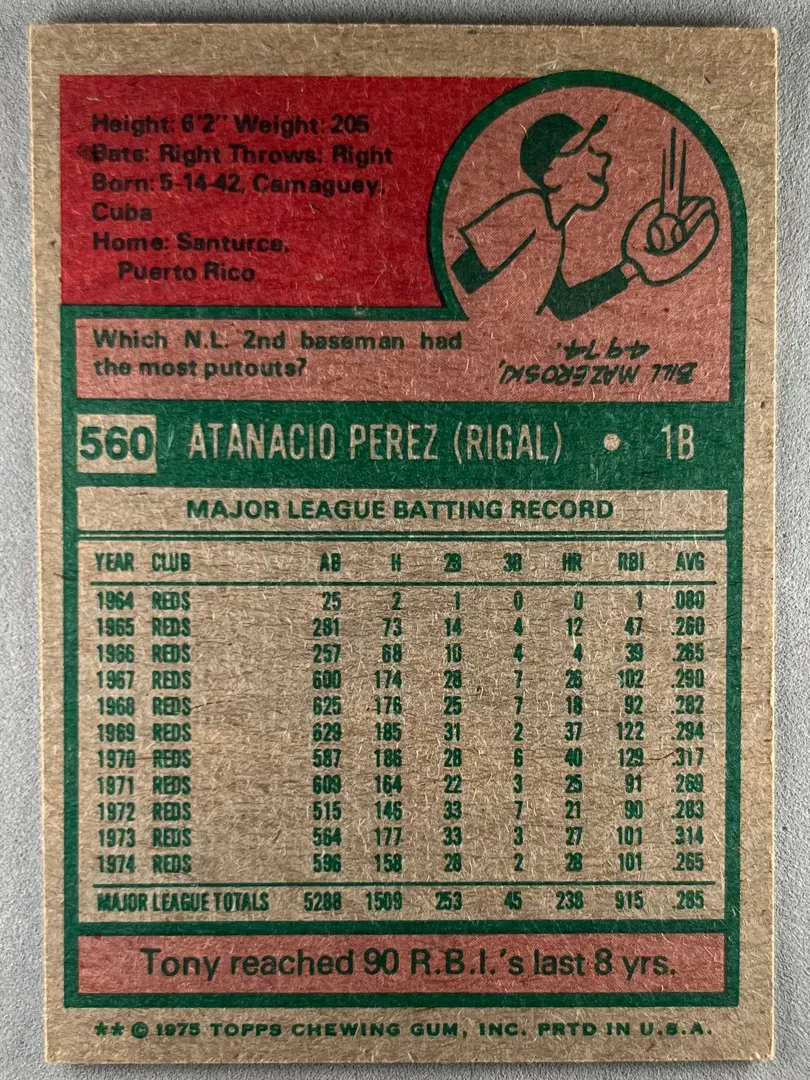 Height: 6'2" Weight: 205
Bats: Right Throws: Right
Born: 5-14-42, Camaguey,
Cuba
Home: Santurce,
Puerto Rico
Which N.L. 2nd baseman had
the most putouts?
BILL MAZEROSKI,
4974.
560 ATANACIO PEREZ (RIGAL) • 1B
MAJOR LEAGUE BATTING RECORD
YEAR CLUB AB H 2B 3B HR RBI AVG
1964 REDS 25 2 1 0 0 1 .080
1965 REDS 281 73 14 4 12 47 .260
1966 REDS 257 68 10 4 4 39 .265
1967 REDS 600 174 28 7 26 102 .290
1968 REDS 625 176 25 7 18 92 .282
1969 REDS 629 185 31 2 37 122 .294
1970 REDS 587 186 28 6 40 129 .317
1971 REDS 609 164 22 3 25 91 .269
1972 REDS 515 146 33 7 21 90 .283
1973 REDS 564 177 33 3 27 101 .314
1974 REDS 596 158 28 2 28 101 .265
MAJOR LEAGUE TOTALS 5288 1509 253 45 238 915 .285
Tony reached 90 R.B.I.'s last 8 yrs.
** © 1975 TOPPS CHEWING GUM, INC. PRTD IN U.S.A.